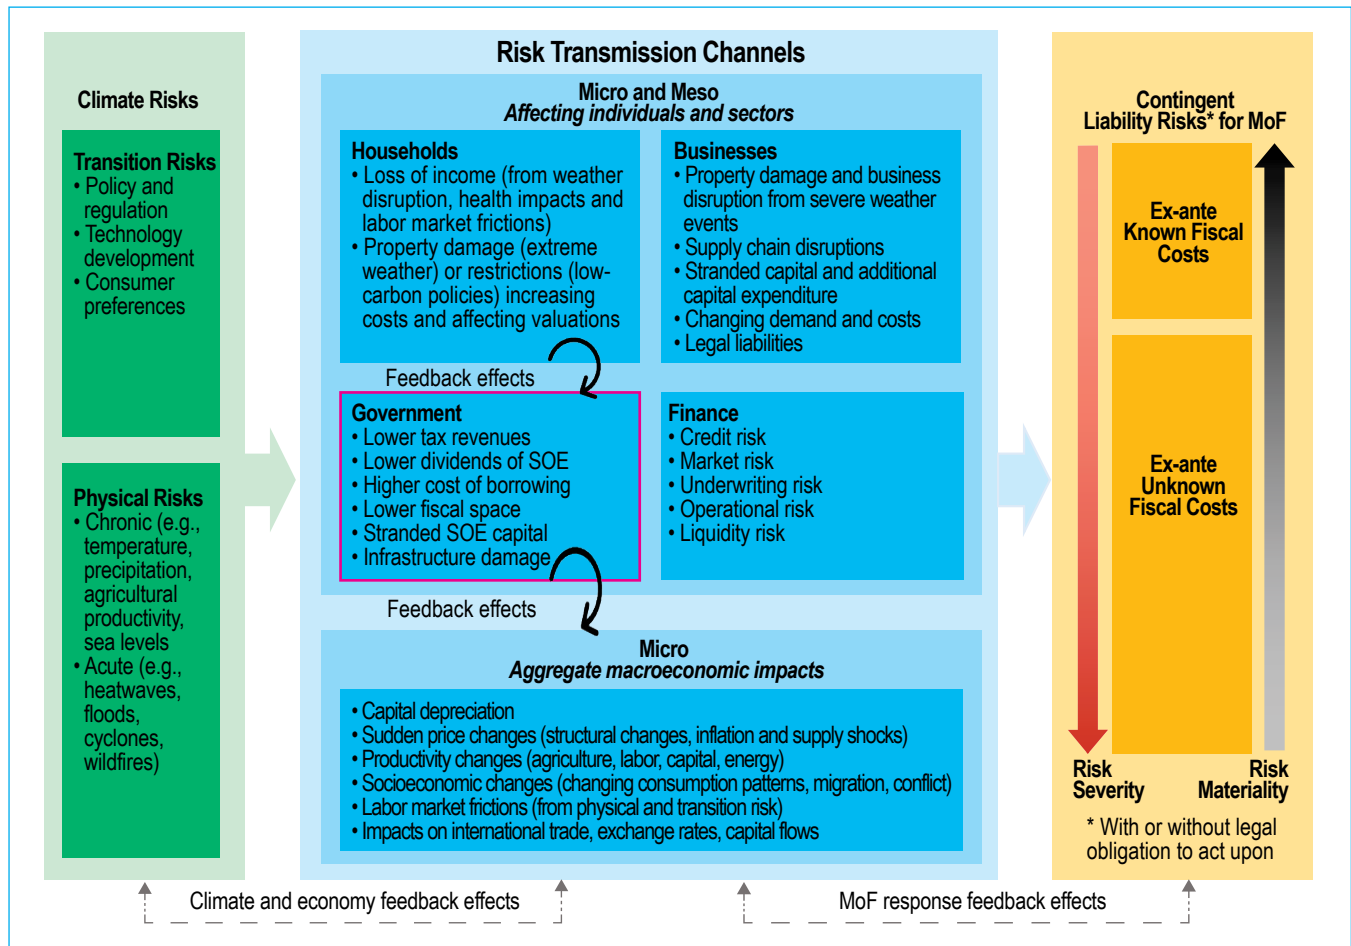 Climate Risks
Transition Risks
• Policy and
regulation
• Technology
development
• Consumer
preferences
Physical Risks
• Chronic (e.g.,
temperature,
precipitation,
agricultural
productivity,
sea levels
• Acute (e.g.,
heatwaves,
floods,
cyclones,
wildfires)
Risk Transmission Channels
Micro and Meso
Affecting individuals and sectors
Households
• Loss of income (from weather
disruption, health impacts and
labor market frictions)
• Property damage (extreme
weather) or restrictions (low-
carbon policies) increasing
costs and affecting valuations
Businesses
• Property damage and business
disruption from severe weather
events
• Supply chain disruptions
• Stranded capital and additional
capital expenditure
• Changing demand and costs
• Legal liabilities
Feedback effects
Government
• Lower tax revenues
• Lower dividends of SOE
• Higher cost of borrowing
• Lower fiscal space
• Stranded SOE capital
• Infrastructure damage
Finance
• Credit risk
• Market risk
• Underwriting risk
• Operational risk
• Liquidity risk
Feedback effects
Micro
Aggregate macroeconomic impacts
• Capital depreciation
• Sudden price changes (structural changes, inflation and supply shocks)
• Productivity changes (agriculture, labor, capital, energy)
• Socioeconomic changes (changing consumption patterns, migration, conflict)
• Labor market frictions (from physical and transition risk)
• Impacts on international trade, exchange rates, capital flows
Contingent
Liability Risks* for MoF
Ex-ante
Known Fiscal
Costs
Ex-ante
Unknown
Fiscal Costs
Risk
Severity
Risk
Materiality
* With or without legal
obligation to act upon
Climate and economy feedback effects
MoF response feedback effects